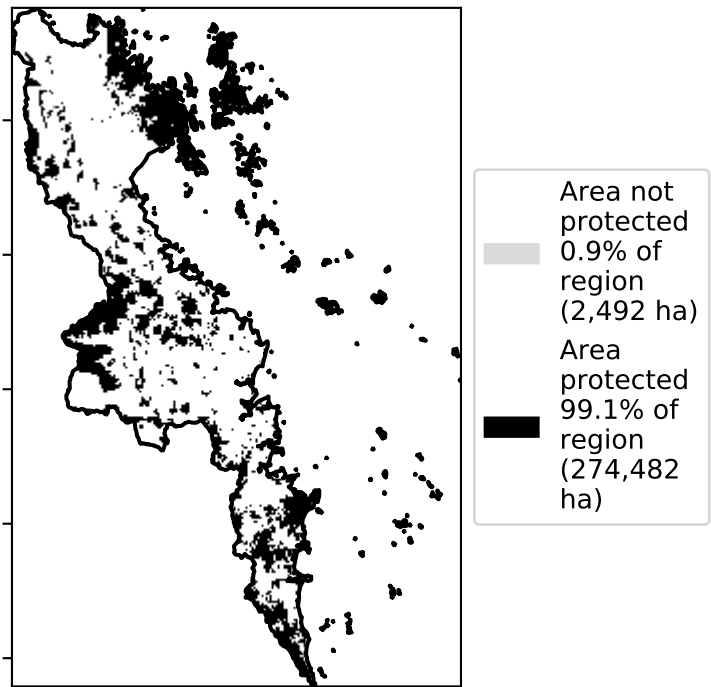 Area not
protected
0.9% of
region
(2,492 ha)
Area
protected
99.1% of
region
(274,482
ha)